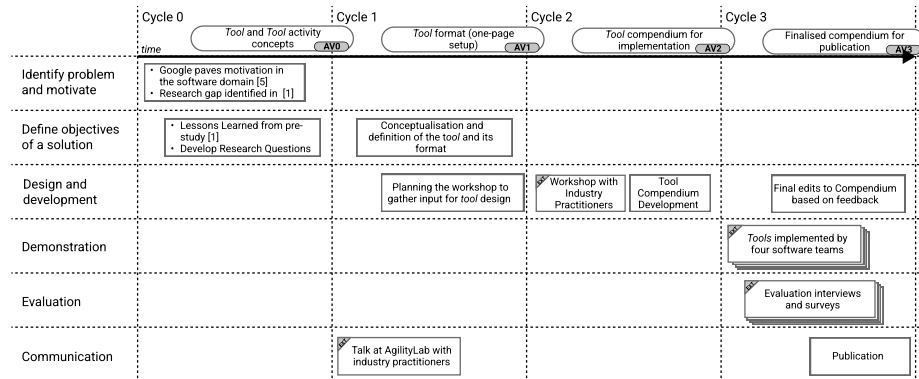 Cycle 0
Cycle 1
Cycle 2
Cycle 3
Tool and Tool activity
concepts
AV0
Tool format (one-page
setup)
AV1
Tool compendium for
implementation
AV2
Finalised compendium for
publication
AV3
time
Identify problem
and motivate
• Google paves motivation in
the software domain [5]
• Research gap identified in [1]
Define objectives
of a solution
• Lessons Learned from pre-
study [1]
• Develop Research Questions
Conceptualisation and
definition of the tool and its
format
Design and
development
Planning the workshop to
gather input for tool design
EXT
Workshop with
Industry
Practitioners
Tool
Compendium
Development
Final edits to Compendium
based on feedback
Demonstration
EXT
Tools implemented by
four software teams
Evaluation
EXT
Evaluation interviews
and surveys
Communication
EXT
Talk at AgilityLab with
industry practitioners
Publication